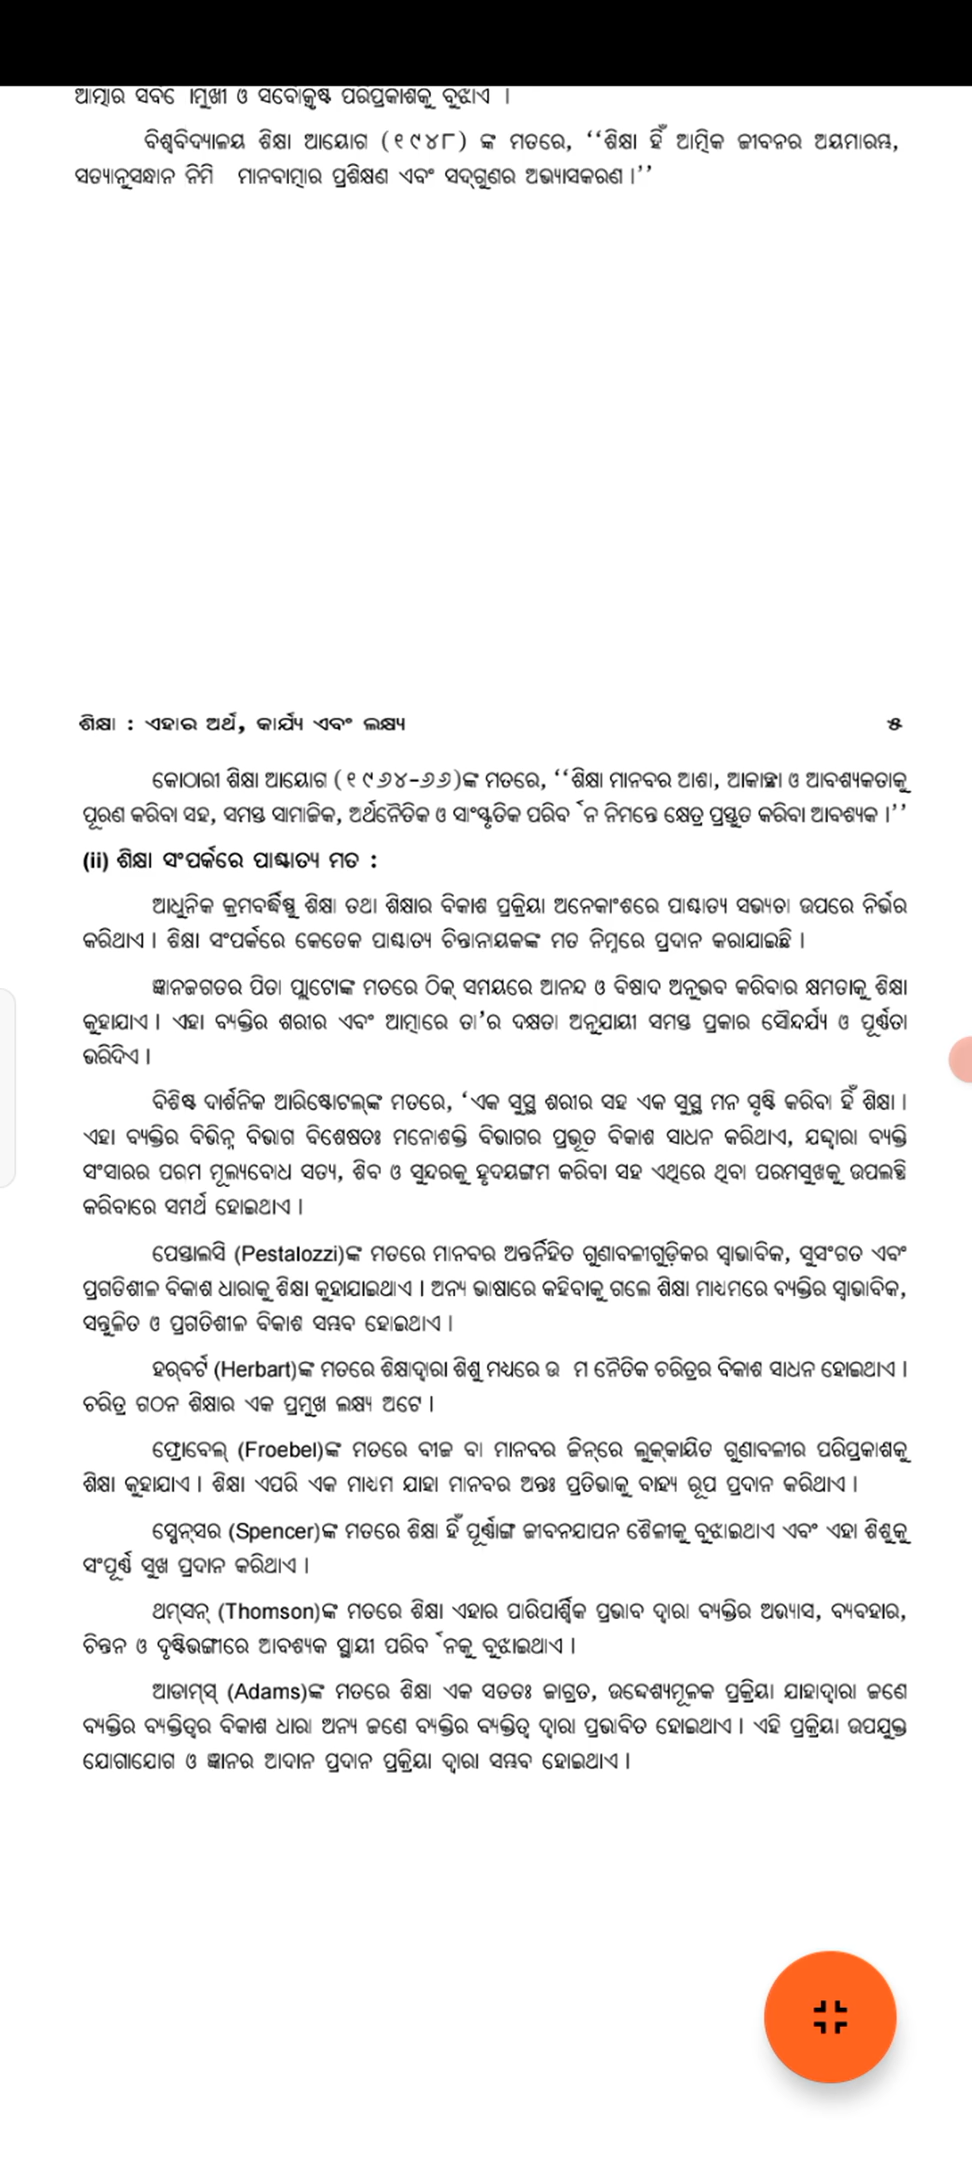 ଆତ୍ମାର ସର୍ବତୋମୁଖୀ ଓ ସର୍ବୋତ୍କୃଷ୍ଟ ପରିପ୍ରକାଶକୁ ବୁଝାଏ ।
ବିଶ୍ୱବିଦ୍ୟାଳୟ ଶିକ୍ଷା ଆୟୋଗ (୧୯୪୮) ଙ୍କ ମତରେ, ‘‘ଶିକ୍ଷା ହିଁ ଆତ୍ମିକ ଜୀବନର ଅୟମାରମ୍ଭ,
ସତ୍ୟାନୁସନ୍ଧାନ ନିମି ମାନବାତ୍ମାର ପ୍ରଶିକ୍ଷଣ ଏବଂ ସଦ୍‌ଗୁଣର ଅଭ୍ୟାସକରଣ ।’’
ଶିକ୍ଷା : ଏହାର ଅର୍ଥ, କାର୍ଯ୍ୟ ଏବଂ ଲକ୍ଷ୍ୟ ୫
କୋଠାରୀ ଶିକ୍ଷା ଆୟୋଗ (୧୯୬୪-୬୬)ଙ୍କ ମତରେ, ‘‘ଶିକ୍ଷା ମାନବର ଆଶା, ଆକାଙ୍କ୍ଷା ଓ ଆବଶ୍ୟକତାକୁ
ପୂରଣ କରିବା ସହ, ସମସ୍ତ ସାମାଜିକ, ଅର୍ଥନୈତିକ ଓ ସାଂସ୍କୃତିକ ପରିବ ର୍ନ ନିମନ୍ତେ କ୍ଷେତ୍ର ପ୍ରସ୍ତୁତ କରିବା ଆବଶ୍ୟକ ।’’
(ii) ଶିକ୍ଷା ସଂପର୍କରେ ପାଶ୍ଚାତ୍ୟ ମତ :
ଆଧୁନିକ କ୍ରମବର୍ଦ୍ଧିଷ୍ଣୁ ଶିକ୍ଷା ତଥା ଶିକ୍ଷାର ବିକାଶ ପ୍ରକ୍ରିୟା ଅନେକାଂଶରେ ପାଶ୍ଚାତ୍ୟ ସଭ୍ୟତା ଉପରେ ନିର୍ଭର
କରିଥାଏ । ଶିକ୍ଷା ସଂପର୍କରେ କେତେକ ପାଶ୍ଚାତ୍ୟ ଚିନ୍ତାନାୟକଙ୍କ ମତ ନିମ୍ନରେ ପ୍ରଦାନ କରାଯାଇଛି ।
ଜ୍ଞାନଜଗତର ପିତା ପ୍ଲାଟୋଙ୍କ ମତରେ ଠିକ୍ ସମୟରେ ଆନନ୍ଦ ଓ ବିଷାଦ ଅନୁଭବ କରିବାର କ୍ଷମତାକୁ ଶିକ୍ଷା
କୁହାଯାଏ । ଏହା ବ୍ୟକ୍ତିର ଶରୀର ଏବଂ ଆତ୍ମାରେ ତା’ର ଦକ୍ଷତା ଅନୁଯାୟୀ ସମସ୍ତ ପ୍ରକାର ସୌନ୍ଦର୍ଯ୍ୟ ଓ ପୂର୍ଣ୍ଣତା
ଭରିଦିଏ ।
ବିଶିଷ୍ଟ ଦାର୍ଶନିକ ଆରିଷ୍ଟୋଟଲ୍‌ଙ୍କ ମତରେ, ‘ଏକ ସୁସ୍ଥ ଶରୀର ସହ ଏକ ସୁସ୍ଥ ମନ ସୃଷ୍ଟି କରିବା ହିଁ ଶିକ୍ଷା ।
ଏହା ବ୍ୟକ୍ତିର ବିଭିନ୍ନ ବିଭାଗ ବିଶେଷତଃ ମନୋଶକ୍ତି ବିଭାଗର ପ୍ରଭୂତ ବିକାଶ ସାଧନ କରିଥାଏ, ଯଦ୍ଦ୍ୱାରା ବ୍ୟକ୍ତି
ସଂସାରର ପରମ ମୂଲ୍ୟବୋଧ ସତ୍ୟ, ଶିବ ଓ ସୁନ୍ଦରକୁ ହୃଦୟଙ୍ଗମ କରିବା ସହ ଏଥିରେ ଥିବା ପରମସୁଖକୁ ଉପଲବ୍ଧି
କରିବାରେ ସମର୍ଥ ହୋଇଥାଏ ।
ପେସ୍ତାଲସି (Pestalozzi)ଙ୍କ ମତରେ ମାନବର ଅନ୍ତର୍ନିହିତ ଗୁଣାବଳୀଗୁଡ଼ିକର ସ୍ୱାଭାବିକ, ସୁସଂଗତ ଏବଂ
ପ୍ରଗତିଶୀଳ ବିକାଶ ଧାରାକୁ ଶିକ୍ଷା କୁହାଯାଇଥାଏ । ଅନ୍ୟ ଭାଷାରେ କହିବାକୁ ଗଲେ ଶିକ୍ଷା ମାଧ୍ୟମରେ ବ୍ୟକ୍ତିର ସ୍ୱାଭାବିକ,
ସନ୍ତୁଳିତ ଓ ପ୍ରଗତିଶୀଳ ବିକାଶ ସମ୍ଭବ ହୋଇଥାଏ ।
ହର୍‌ବର୍ଟ (Herbart)ଙ୍କ ମତରେ ଶିକ୍ଷାଦ୍ୱାରା ଶିଶୁ ମଧ୍ୟରେ ଉ ମ ନୈତିକ ଚରିତ୍ରର ବିକାଶ ସାଧନ ହୋଇଥାଏ ।
ଚରିତ୍ର ଗଠନ ଶିକ୍ଷାର ଏକ ପ୍ରମୁଖ ଲକ୍ଷ୍ୟ ଅଟେ ।
ଫ୍ରୋବେଲ୍ (Froebel)ଙ୍କ ମତରେ ବୀଜ ବା ମାନବର ଜିନ୍‌ରେ ଲୁକ୍‌କାୟିତ ଗୁଣାବଳୀର ପରିପ୍ରକାଶକୁ
ଶିକ୍ଷା କୁହାଯାଏ । ଶିକ୍ଷା ଏପରି ଏକ ମାଧ୍ୟମ ଯାହା ମାନବର ଅନ୍ତଃ ପ୍ରତିଭାକୁ ବାହ୍ୟ ରୂପ ପ୍ରଦାନ କରିଥାଏ ।
ସ୍ପେନ୍‌ସର (Spencer)ଙ୍କ ମତରେ ଶିକ୍ଷା ହିଁ ପୂର୍ଣ୍ଣାଙ୍ଗ ଜୀବନଯାପନ ଶୈଳୀକୁ ବୁଝାଇଥାଏ ଏବଂ ଏହା ଶିଶୁକୁ
ସଂପୂର୍ଣ୍ଣ ସୁଖ ପ୍ରଦାନ କରିଥାଏ ।
ଥମ୍‌ସନ୍ (Thomson)ଙ୍କ ମତରେ ଶିକ୍ଷା ଏହାର ପାରିପାର୍ଶ୍ୱିକ ପ୍ରଭାବ ଦ୍ୱାରା ବ୍ୟକ୍ତିର ଅଭ୍ୟାସ, ବ୍ୟବହାର,
ଚିନ୍ତନ ଓ ଦୃଷ୍ଟିଭଙ୍ଗୀରେ ଆବଶ୍ୟକ ସ୍ଥାୟୀ ପରିବ ର୍ନକୁ ବୁଝାଇଥାଏ ।
ଆଡାମ୍‌ସ୍ (Adams)ଙ୍କ ମତରେ ଶିକ୍ଷା ଏକ ସତତଃ ଜାଗ୍ରତ, ଉଦ୍ଦେଶ୍ୟମୂଳକ ପ୍ରକ୍ରିୟା ଯାହାଦ୍ୱାରା ଜଣେ
ବ୍ୟକ୍ତିର ବ୍ୟକ୍ତିତ୍ୱର ବିକାଶ ଧାରା ଅନ୍ୟ ଜଣେ ବ୍ୟକ୍ତିର ବ୍ୟକ୍ତିତ୍ୱ ଦ୍ୱାରା ପ୍ରଭାବିତ ହୋଇଥାଏ । ଏହି ପ୍ରକ୍ରିୟା ଉପଯୁକ୍ତ
ଯୋଗାଯୋଗ ଓ ଜ୍ଞାନର ଆଦାନ ପ୍ରଦାନ ପ୍ରକ୍ରିୟା ଦ୍ୱାରା ସମ୍ଭବ ହୋଇଥାଏ ।